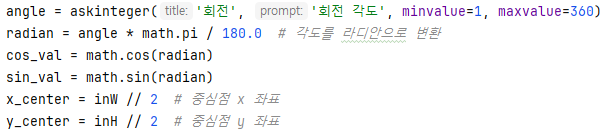 angle = askinteger( title: '회전', prompt: '회전 각도', minvalue=1, maxvalue=360)
radian = angle * math.pi / 180.0  # 각도를 라디안으로 변환
cos_val = math.cos(radian)
sin_val = math.sin(radian)
x_center = inW // 2  # 중심점 x 좌표
y_center = inH // 2  # 중심점 y 좌표